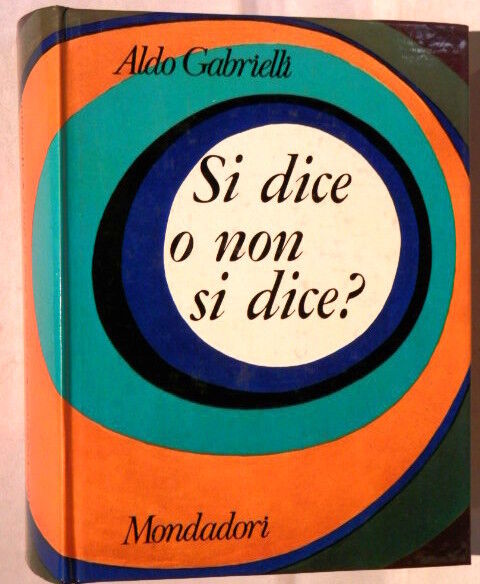 Aldo Gabrielli
Si dice
o non
si dice?
Mondadori